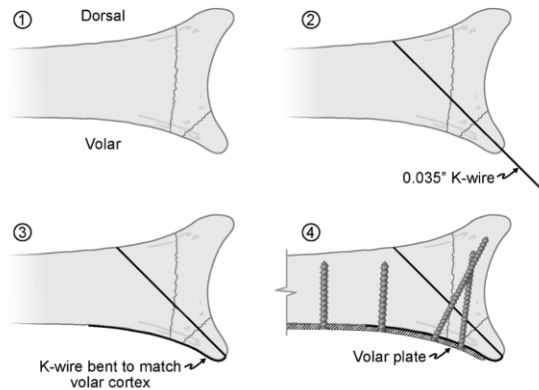 ①
Dorsal
Volar
②
0.035" K-wire
③
K-wire bent to match
volar cortex
④
Volar plate